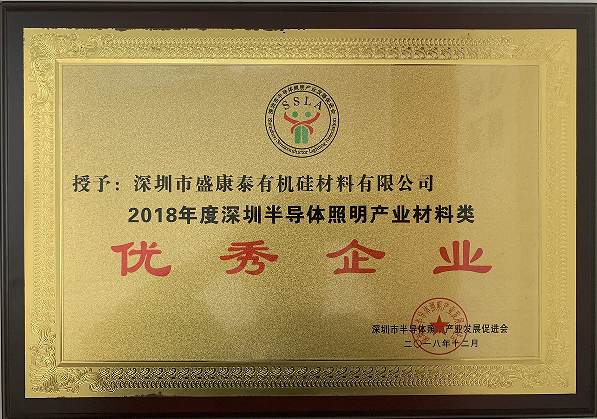 SSLA
授予：深圳市盛康泰有机硅材料有限公司
2018年度深圳半导体照明产业材料类
优秀企业
深圳市半导体照明产业发展促进会
二〇一八年十二月